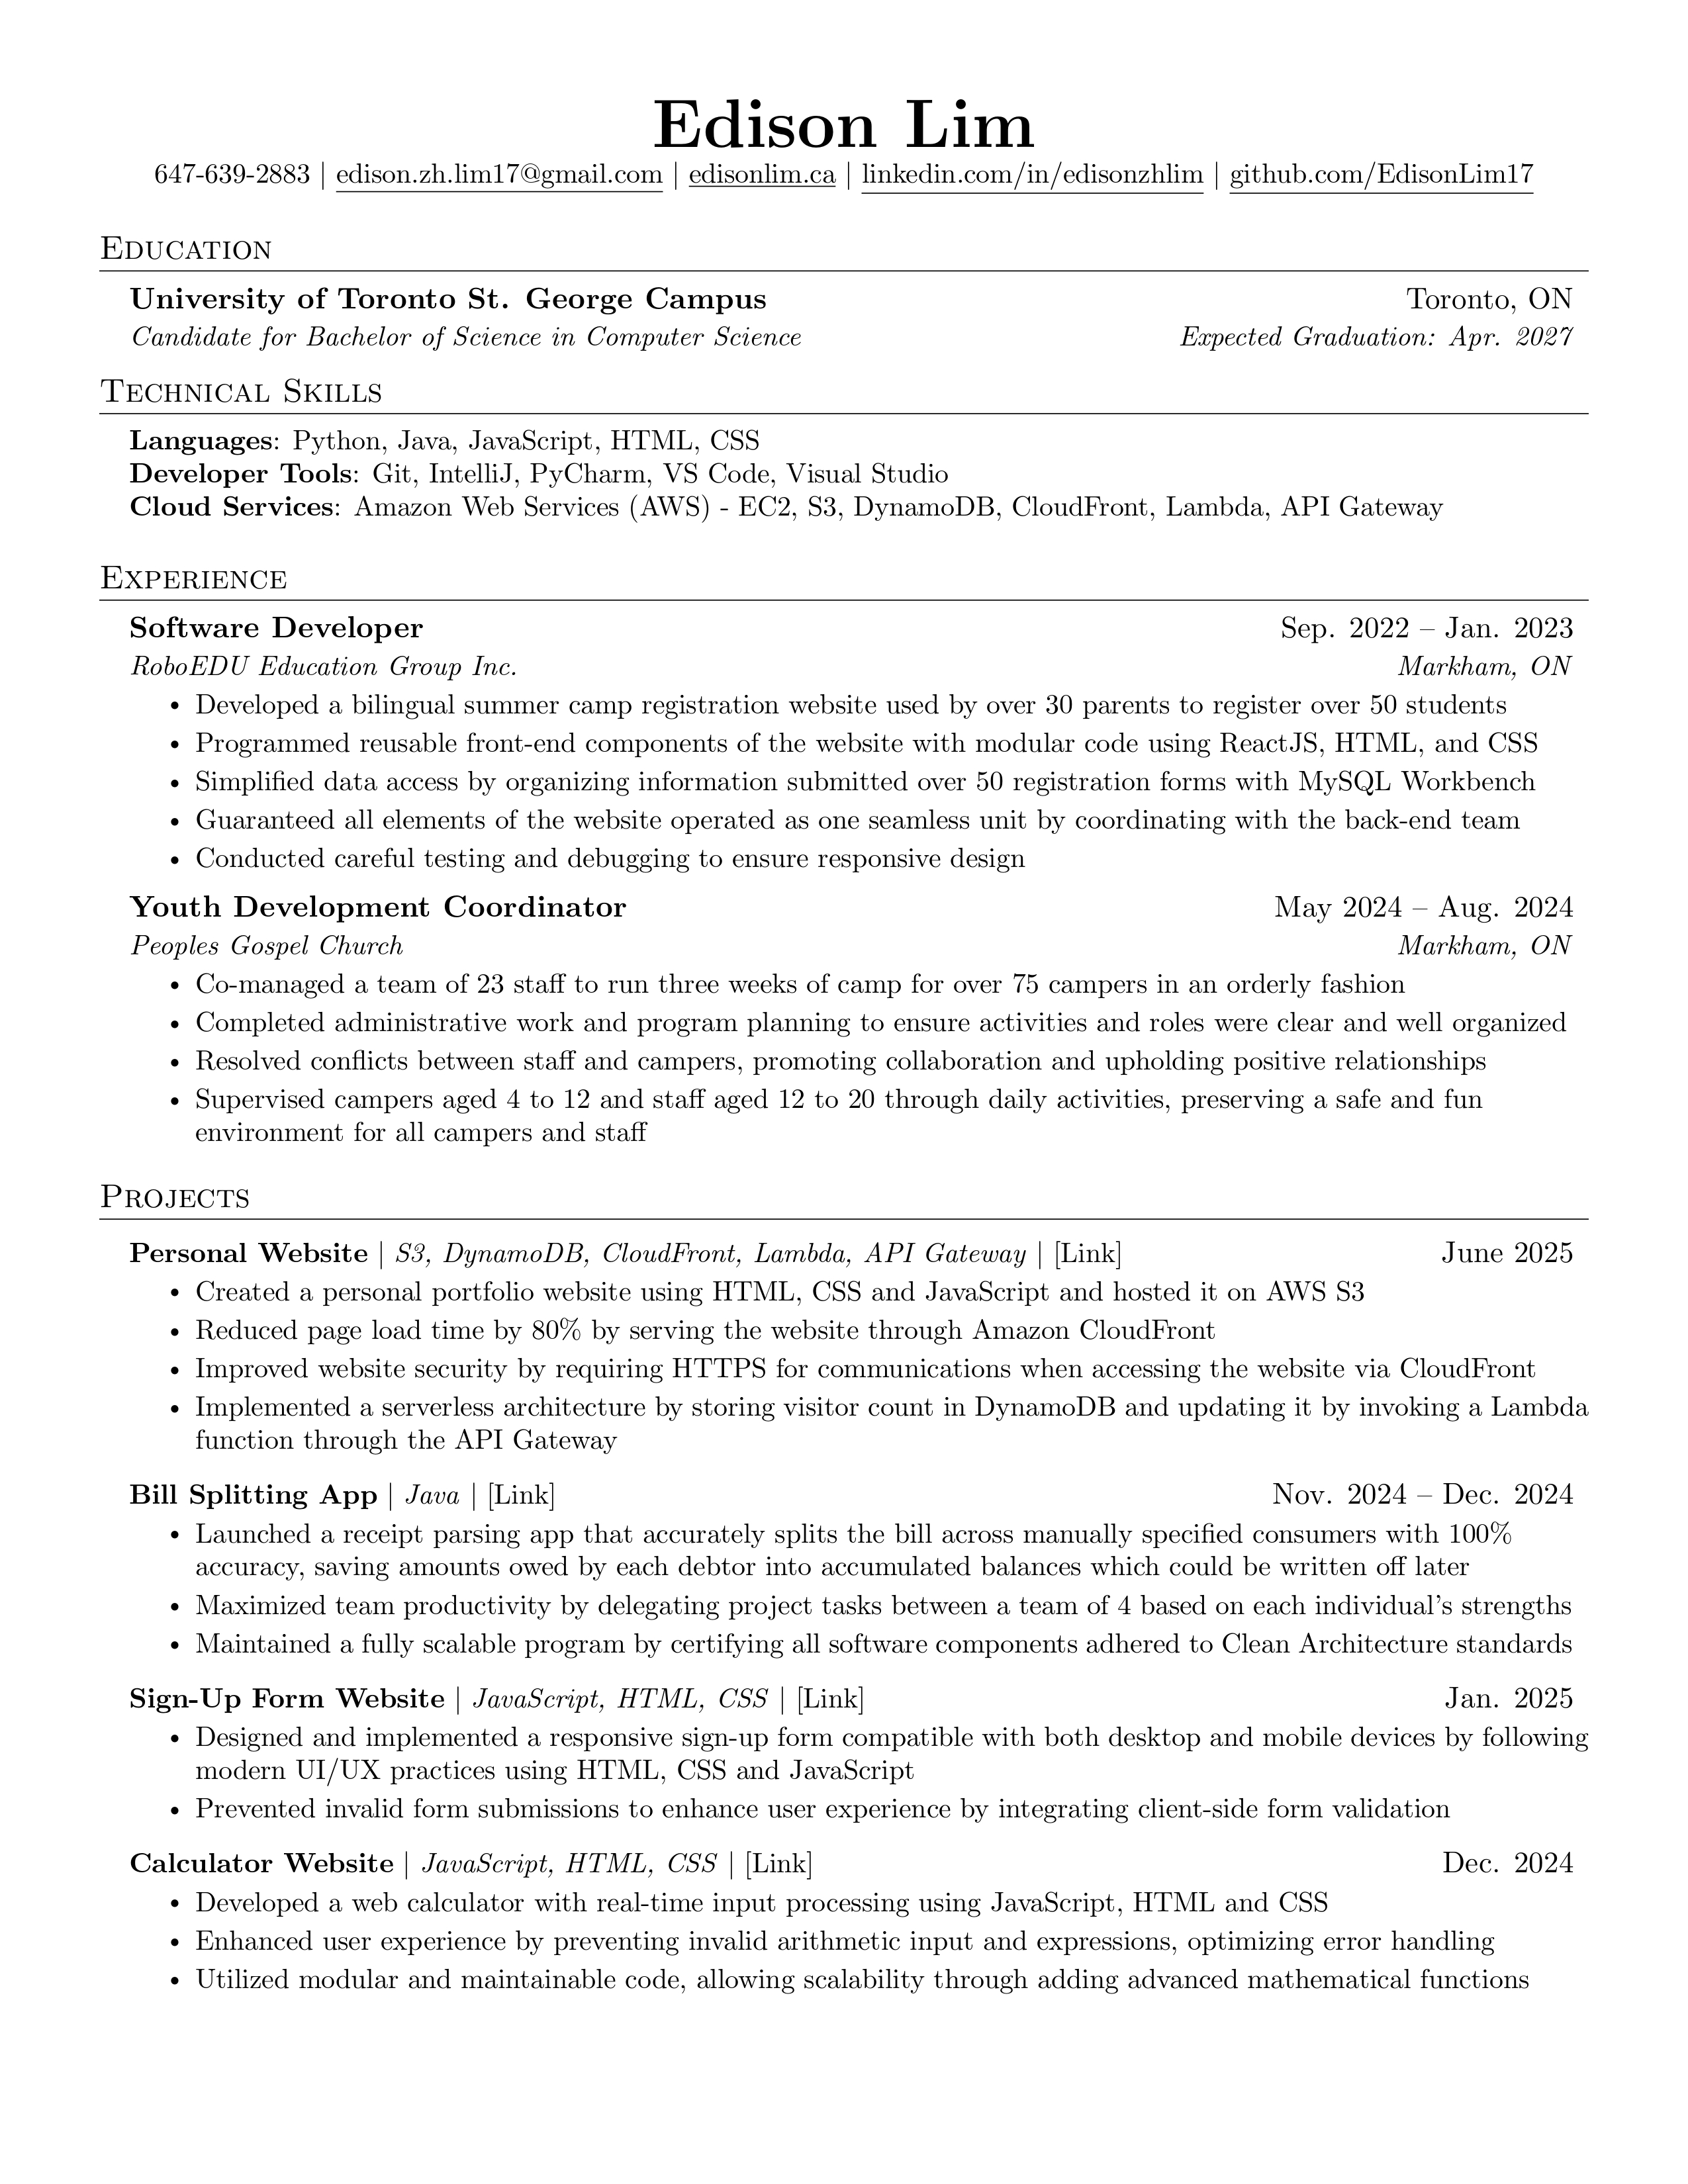 Edison Lim
647-639-2883 | edison.zh.lim17@gmail.com | edisonlim.ca | linkedin.com/in/edisonzhlim | github.com/EdisonLim17
Education
University of Toronto St. George Campus Toronto, ON
Candidate for Bachelor of Science in Computer Science Expected Graduation: Apr. 2027
Technical Skills
Languages: Python, Java, JavaScript, HTML, CSS
Developer Tools: Git, IntelliJ, PyCharm, VS Code, Visual Studio
Cloud Services: Amazon Web Services (AWS) - EC2, S3, DynamoDB, CloudFront, Lambda, API Gateway
Experience
Software Developer Sep. 2022 – Jan. 2023
RoboEDU Education Group Inc. Markham, ON
• Developed a bilingual summer camp registration website used by over 30 parents to register over 50 students
• Programmed reusable front-end components of the website with modular code using ReactJS, HTML, and CSS
• Simplified data access by organizing information submitted over 50 registration forms with MySQL Workbench
• Guaranteed all elements of the website operated as one seamless unit by coordinating with the back-end team
• Conducted careful testing and debugging to ensure responsive design
Youth Development Coordinator May 2024 – Aug. 2024
Peoples Gospel Church Markham, ON
• Co-managed a team of 23 staff to run three weeks of camp for over 75 campers in an orderly fashion
• Completed administrative work and program planning to ensure activities and roles were clear and well organized
• Resolved conflicts between staff and campers, promoting collaboration and upholding positive relationships
• Supervised campers aged 4 to 12 and staff aged 12 to 20 through daily activities, preserving a safe and fun
environment for all campers and staff
Projects
Personal Website | S3, DynamoDB, CloudFront, Lambda, API Gateway | [Link] June 2025
• Created a personal portfolio website using HTML, CSS and JavaScript and hosted it on AWS S3
• Reduced page load time by 80% by serving the website through Amazon CloudFront
• Improved website security by requiring HTTPS for communications when accessing the website via CloudFront
• Implemented a serverless architecture by storing visitor count in DynamoDB and updating it by invoking a Lambda
function through the API Gateway
Bill Splitting App | Java | [Link] Nov. 2024 – Dec. 2024
• Launched a receipt parsing app that accurately splits the bill across manually specified consumers with 100%
accuracy, saving amounts owed by each debtor into accumulated balances which could be written off later
• Maximized team productivity by delegating project tasks between a team of 4 based on each individual's strengths
• Maintained a fully scalable program by certifying all software components adhered to Clean Architecture standards
Sign-Up Form Website | JavaScript, HTML, CSS | [Link] Jan. 2025
• Designed and implemented a responsive sign-up form compatible with both desktop and mobile devices by following
modern UI/UX practices using HTML, CSS and JavaScript
• Prevented invalid form submissions to enhance user experience by integrating client-side form validation
Calculator Website | JavaScript, HTML, CSS | [Link] Dec. 2024
• Developed a web calculator with real-time input processing using JavaScript, HTML and CSS
• Enhanced user experience by preventing invalid arithmetic input and expressions, optimizing error handling
• Utilized modular and maintainable code, allowing scalability through adding advanced mathematical functions